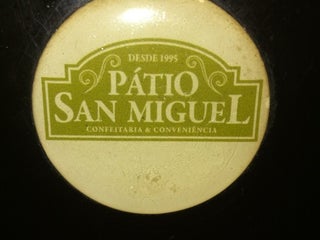 DESDE 1995
PÁTIO
SAN MIGUEL
CONFEITARIA & CONVENIÊNCIA